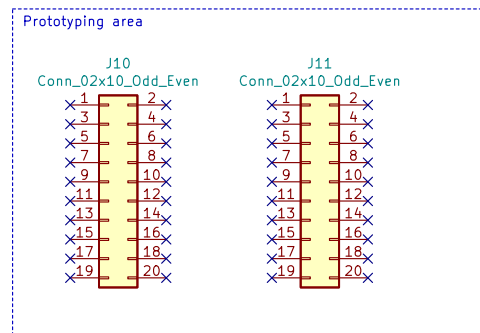 Prototyping area
J10 J11
Conn_02x10_Odd_Even Conn_02x10_Odd_Even
1 2 1 2
3 4 3 4
5 6 5 6
7 8 7 8
9 10 9 10
11 12 11 12
13 14 13 14
15 16 15 16
17 18 17 18
19 20 19 20